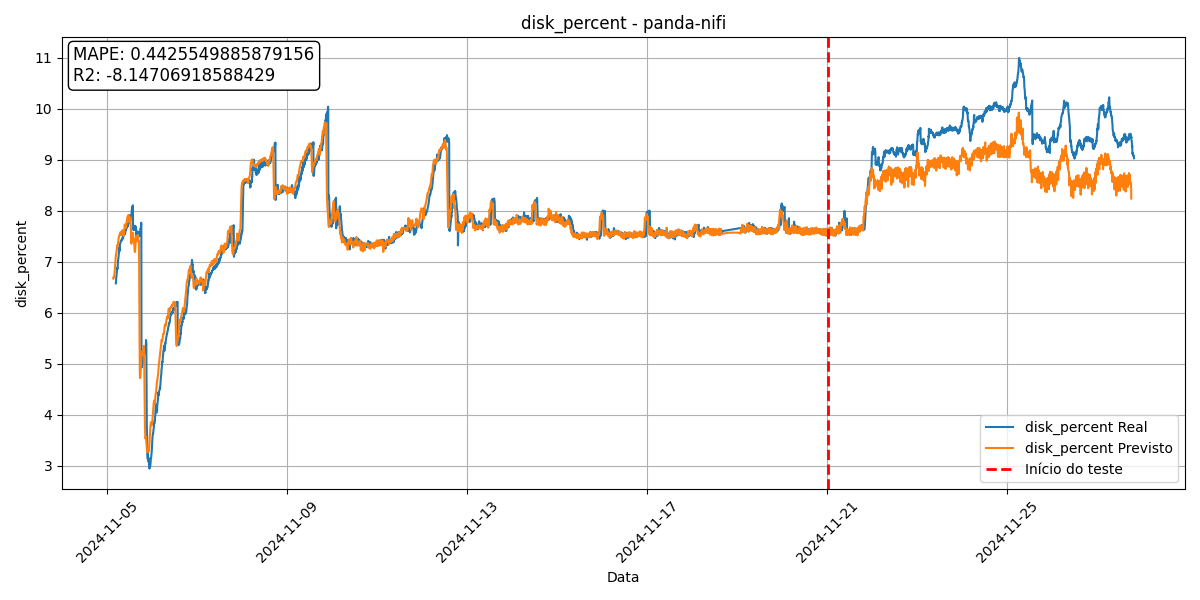 disk_percent - panda-nifi
MAPE: 0.4425549885879156
R2: -8.14706918588429
11
10
9
8
7
6
5
4
3
disk_percent
2024-11-05
2024-11-09
2024-11-13
2024-11-17
2024-11-21
2024-11-25
Data
disk_percent Real
disk_percent Previsto
Início do teste